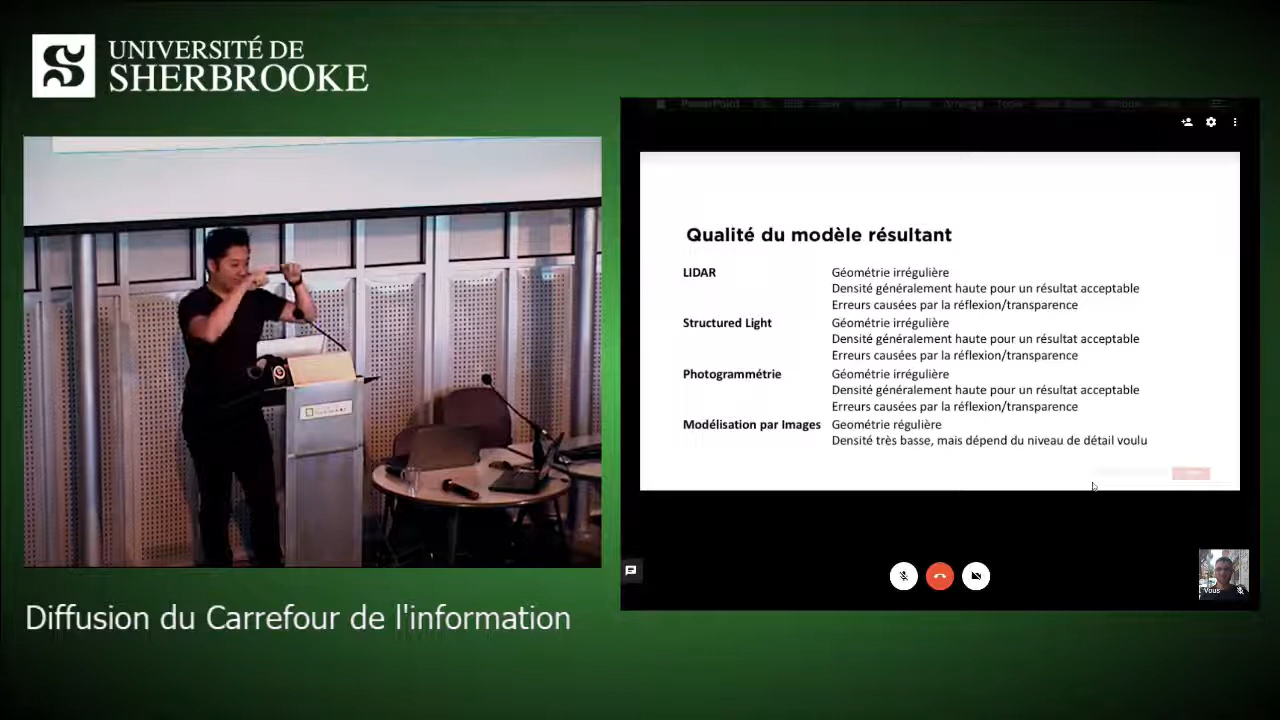 UNIVERSITÉ DE
SHERBROOKE
PowerPoint
Qualité du modèle résultant
LIDAR
Géométrie irrégulière
Densité généralement haute pour un résultat acceptable
Erreurs causées par la réflexion/transparence
Structured Light
Géométrie irrégulière
Densité généralement haute pour un résultat acceptable
Erreurs causées par la réflexion/transparence
Photogrammétrie
Géométrie irrégulière
Densité généralement haute pour un résultat acceptable
Erreurs causées par la réflexion/transparence
Modélisation par Images
Geométrie régulière
Densité très basse, mais dépend du niveau de détail voulu
Vous
Diffusion du Carrefour de l'information